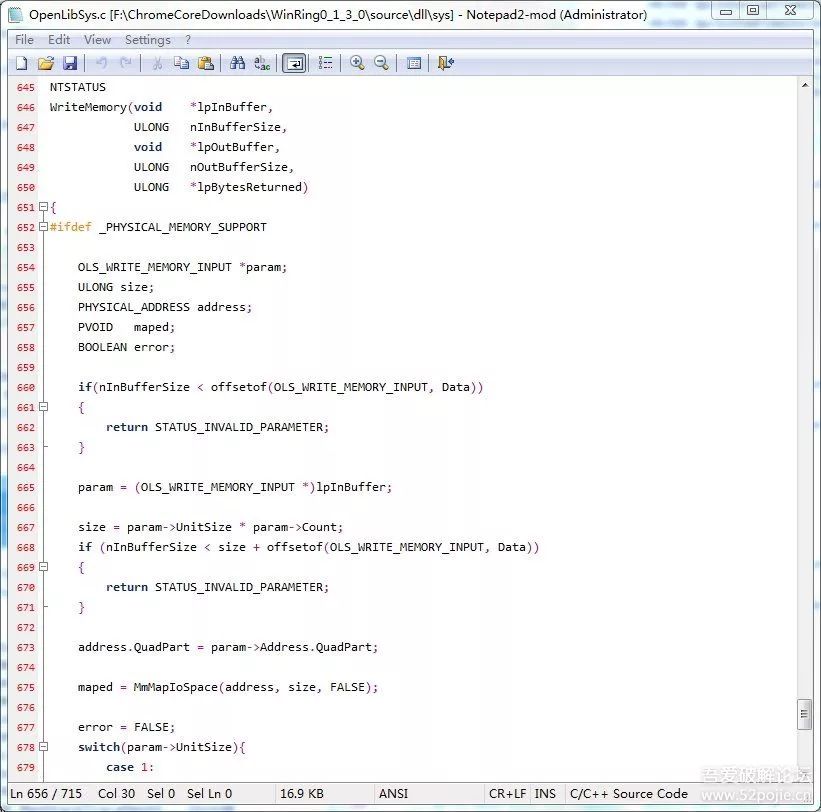 OpenLibSys.c [F:\ChromeCoreDownloads\WinRing0_1_3_0\source\dll\sys] - Notepad2-mod (Administrator)
File Edit View Settings ?
645 NTSTATUS
646 WriteMemory(void *lpInBuffer,
647 ULONG nInBufferSize,
648 void *lpOutBuffer,
649 ULONG nOutBufferSize,
650 ULONG *lpBytesReturned)
651 {
652 #ifdef _PHYSICAL_MEMORY_SUPPORT
653
654 OLS_WRITE_MEMORY_INPUT *param;
655 ULONG size;
656 PHYSICAL_ADDRESS address;
657 PVOID maped;
658 BOOLEAN error;
659
660 if(nInBufferSize < offsetof(OLS_WRITE_MEMORY_INPUT, Data))
661 {
662 return STATUS_INVALID_PARAMETER;
663 }
664
665 param = (OLS_WRITE_MEMORY_INPUT *)lpInBuffer;
666
667 size = param->UnitSize * param->Count;
668 if (nInBufferSize < size + offsetof(OLS_WRITE_MEMORY_INPUT, Data))
669 {
670 return STATUS_INVALID_PARAMETER;
671 }
672
673 address.QuadPart = param->Address.QuadPart;
674
675 maped = MmMapIoSpace(address, size, FALSE);
676
677 error = FALSE;
678 switch(param->UnitSize){
679 case 1:
吾爱破解论坛
www.52pojie.cn
Ln 656 / 715 Col 30 Sel 0 Sel Ln 0 16.9 KB ANSI CR+LF INS C/C++ Source Code